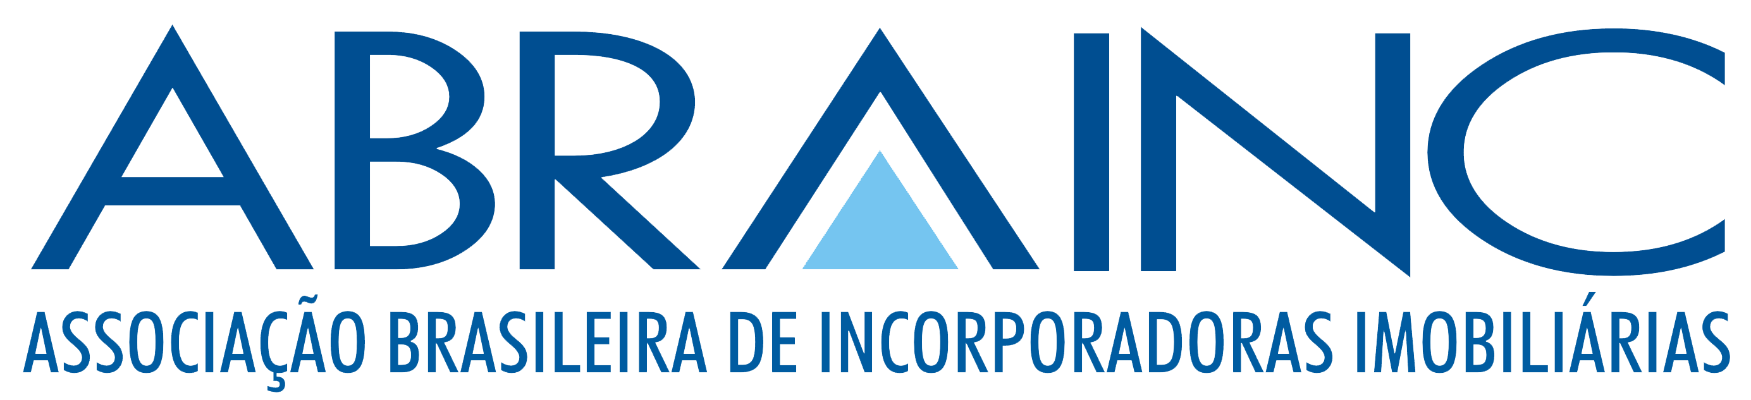 ABRAINC
ASSOCIAÇÃO BRASILEIRA DE INCORPORADORAS IMOBILIÁRIAS